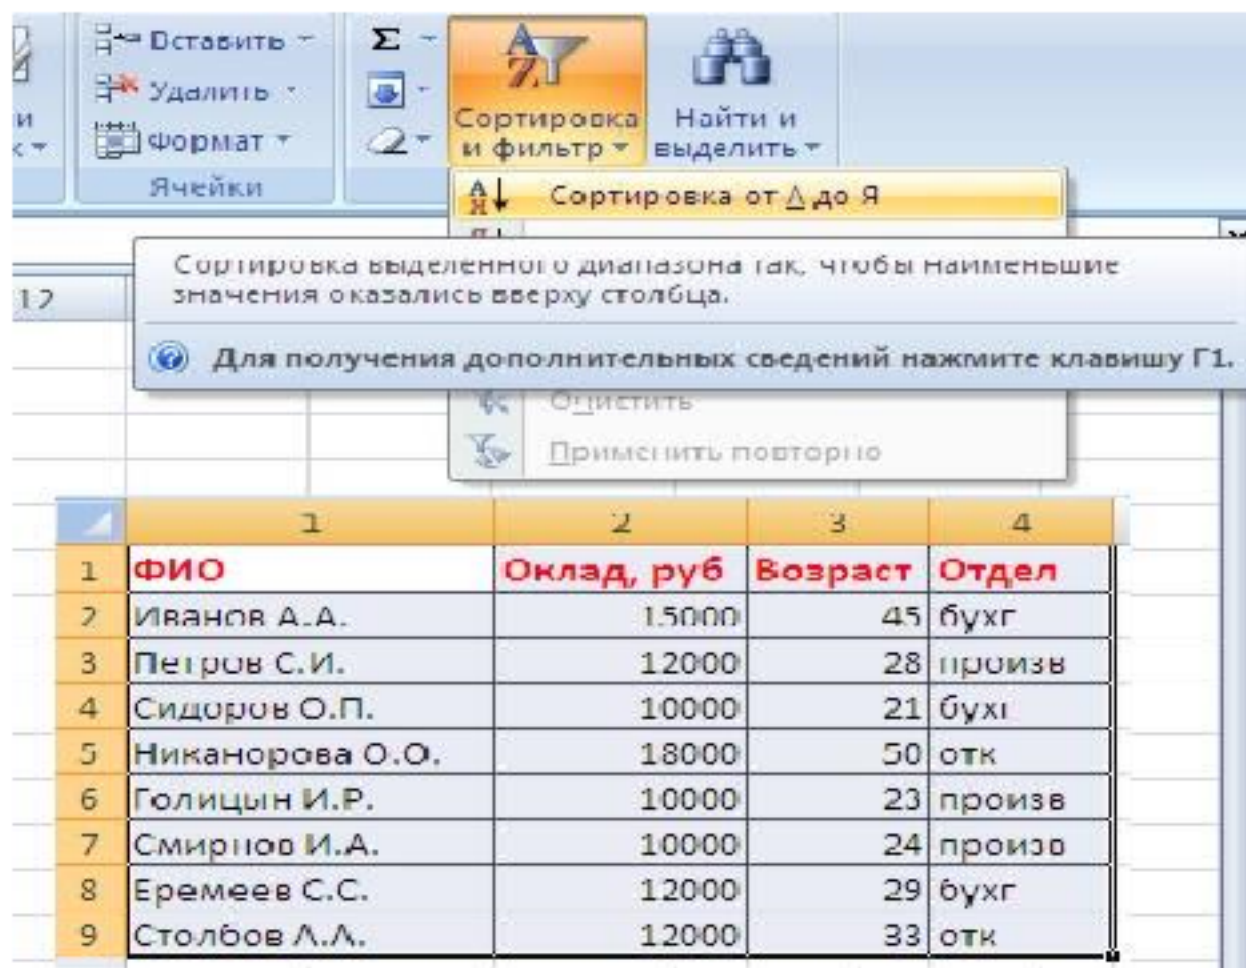 Вставить
Удалить
Формат
Ячейки
Σ
Сортировка
и фильтр
Найти и
выделить
Сортировка от А до Я
Сортировка выделенного диапазона так, чтобы наименьшие
значения оказались вверху столбца.
Для получения дополнительных сведений нажмите клавишу F1.
Очистить
Применить повторно
12
1 2 3 4
1 ФИО Оклад, руб Возраст Отдел
2 Иванов А.А. 15000 45 бухг
3 Петров С.И. 12000 28 произв
4 Сидоров О.П. 10000 21 бухг
5 Никанорова О.О. 18000 50 отк
6 Голицын И.Р. 10000 23 произв
7 Смирнов И.А. 10000 24 произв
8 Еремеев С.С. 12000 29 бухг
9 Столбов А.А. 12000 33 отк